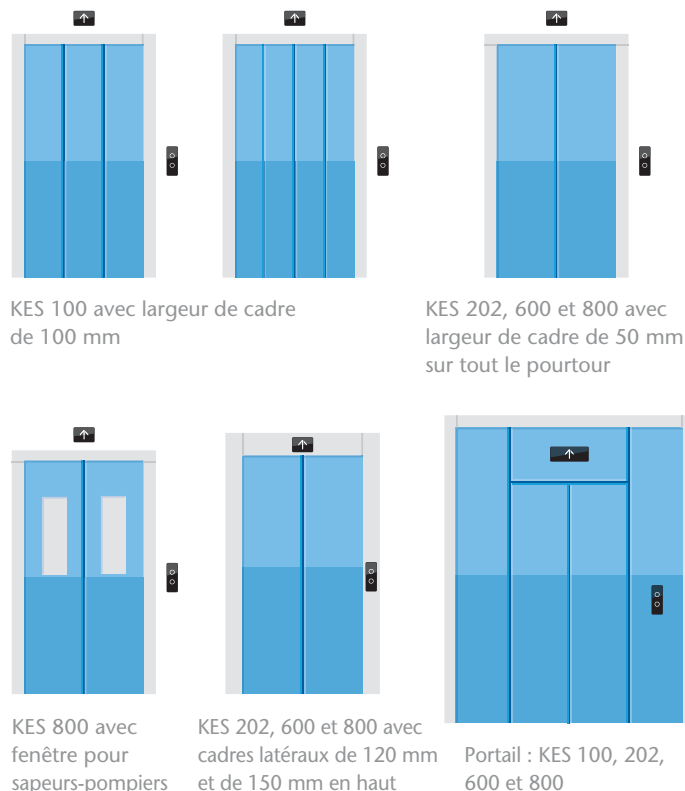 KES 100 avec largeur de cadre
de 100 mm
KES 202, 600 et 800 avec
largeur de cadre de 50 mm
sur tout le pourtour
KES 800 avec
fenêtre pour
sapeurs-pompiers
KES 202, 600 et 800 avec
cadres latéraux de 120 mm
et de 150 mm en haut
Portail : KES 100, 202,
600 et 800